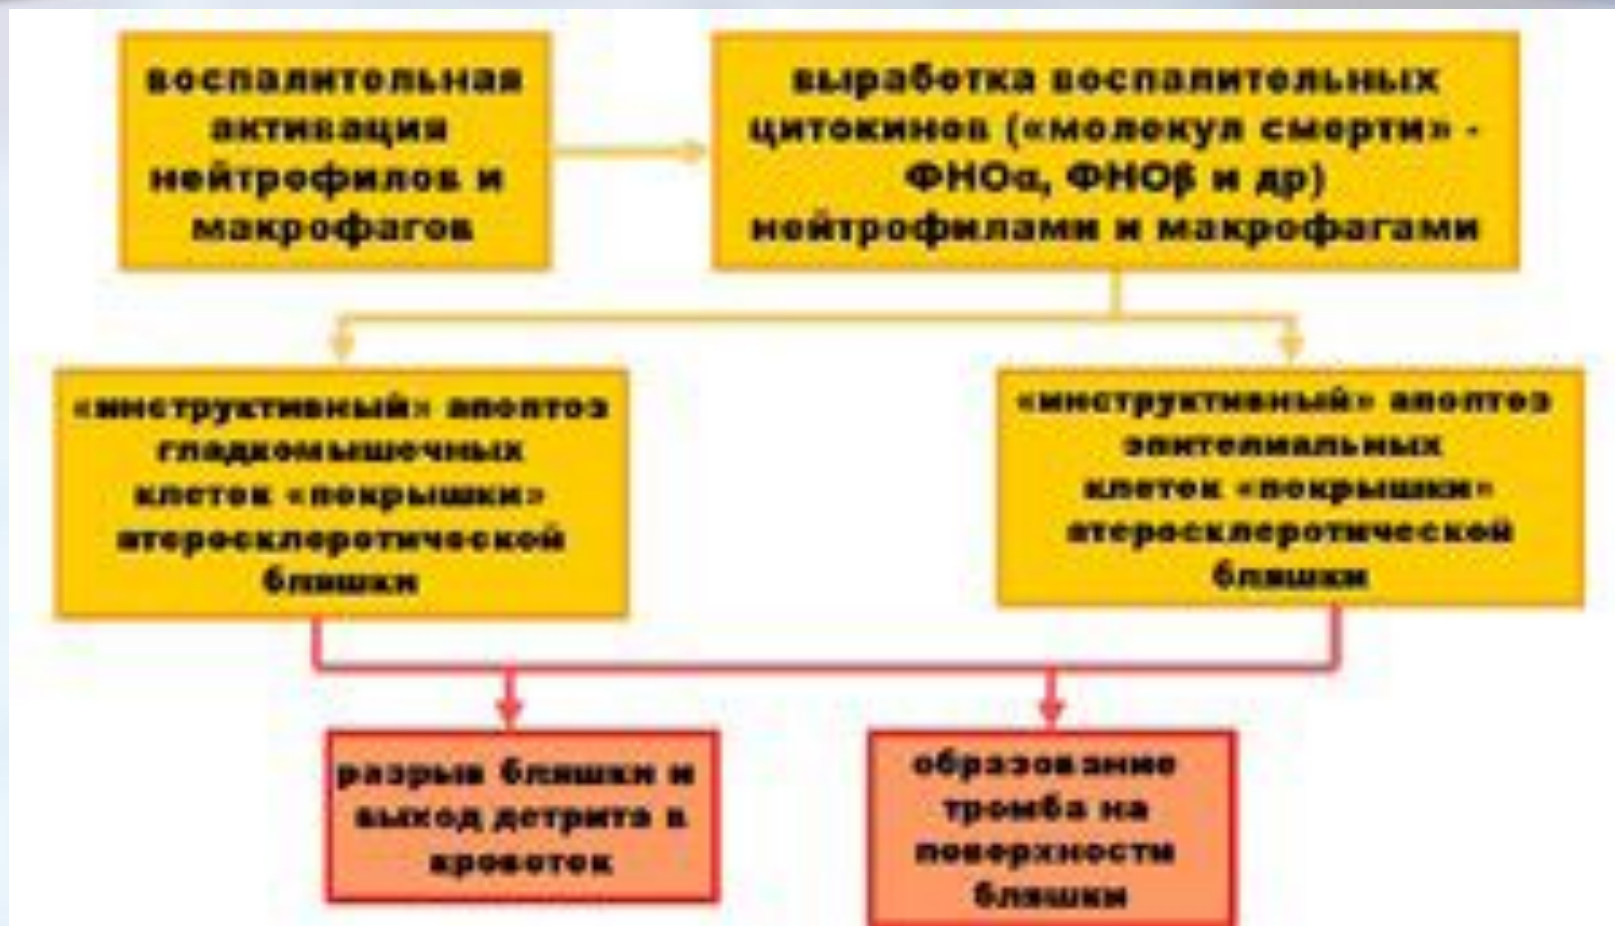 воспалительная
активация
нейтрофилов и
макрофагов
выработка воспалительных
цитокинов («молекул смерти» -
ФНОα, ФНОβ и др)
нейтрофилами и макрофагами
«инструктивный» апоптоз
гладкомышечных
клеток «покрышки»
атеросклеротической
бляшки
«инструктивный» апоптоз
эпителиальных
клеток «покрышки»
атеросклеротической
бляшки
разрыв бляшки и
выход детрита в
кровоток
образование
тромба на
поверхности
бляшки